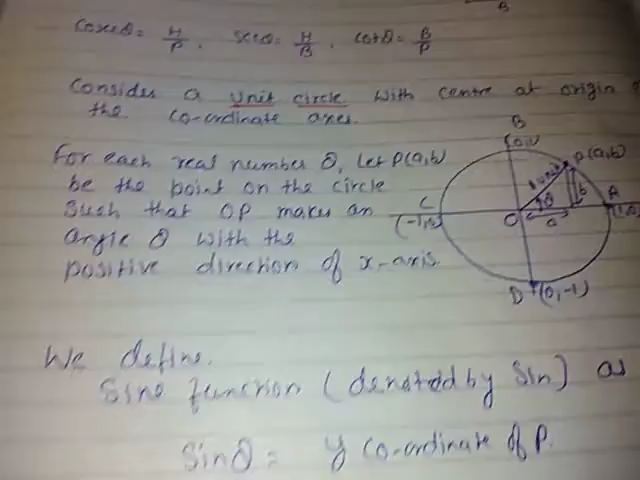 B
Cosecθ = H/P , secθ = H/B , cotθ = B/P
Consider a unit circle with centre at origin
the co-ordinate axes.
For each real number θ, Let P(a,b)
be the point on the circle
Such that OP makes an
angle θ with the
positive direction of x-axis.
B
(0,1)
P(a,b)
1 unit
b
θ
a
O
A
(1,0)
C
(-1,0)
D (0,-1)
We define.
Sine function (denoted by Sin) as
Sinθ = y co-ordinate of P.